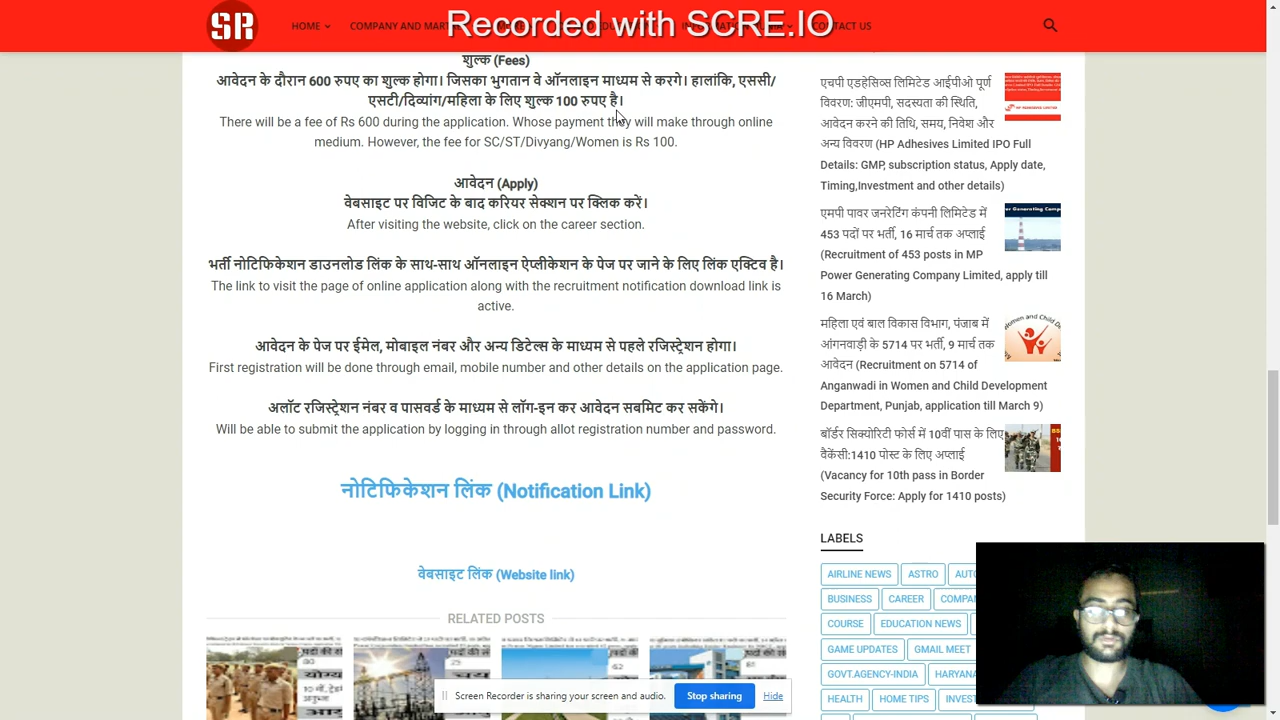 SR
HOME
COMPANY AND MART
CONTACT US
Recorded with SCRE.IO
शुल्क (Fees)
आवेदन के दौरान 600 रुपए का शुल्क होगा। जिसका भुगतान वे ऑनलाइन माध्यम से करगे। हालांकि, एससी/
एसटी/दिव्यांग/महिला के लिए शुल्क 100 रुपए है।
There will be a fee of Rs 600 during the application. Whose payment they will make through online
medium. However, the fee for SC/ST/Divyang/Women is Rs 100.
आवेदन (Apply)
वेबसाइट पर विजिट के बाद करियर सेक्शन पर क्लिक करें।
After visiting the website, click on the career section.
भर्ती नोटिफिकेशन डाउनलोड लिंक के साथ-साथ ऑनलाइन ऐप्लीकेशन के पेज पर जाने के लिए लिंक एक्टिव है।
The link to visit the page of online application along with the recruitment notification download link is
active.
आवेदन के पेज पर ईमेल, मोबाइल नंबर और अन्य डिटेल्स के माध्यम से पहले रजिस्ट्रेशन होगा।
First registration will be done through email, mobile number and other details on the application page.
अलॉट रजिस्ट्रेशन नंबर व पासवर्ड के माध्यम से लॉग-इन कर आवेदन सबमिट कर सकेंगे।
Will be able to submit the application by logging in through allot registration number and password.
नोटिफिकेशन लिंक (Notification Link)
वेबसाइट लिंक (Website link)
RELATED POSTS
एचपी एडहेसिव्स लिमिटेड आईपीओ पूर्ण
विवरण: जीएमपी, सदस्यता की स्थिति,
आवेदन करने की तिथि, समय, निवेश और
अन्य विवरण (HP Adhesives Limited IPO Full
Details: GMP, subscription status, Apply date,
Timing,Investment and other details)
एमपी पावर जनरेटिंग कंपनी लिमिटेड में
453 पदों पर भर्ती, 16 मार्च तक अप्लाई
(Recruitment of 453 posts in MP
Power Generating Company Limited, apply till
16 March)
महिला एवं बाल विकास विभाग, पंजाब में
आंगनवाड़ी के 5714 पर भर्ती, 9 मार्च तक
आवेदन (Recruitment on 5714 of
Anganwadi in Women and Child Development
Department, Punjab, application till March 9)
बॉर्डर सिक्योरिटी फोर्स में 10वीं पास के लिए
वैकेंसी:1410 पोस्ट के लिए अप्लाई
(Vacancy for 10th pass in Border
Security Force: Apply for 1410 posts)
LABELS
AIRLINE NEWS ASTRO AUTO
BUSINESS CAREER COMPAN
COURSE EDUCATION NEWS
GAME UPDATES GMAIL MEET
GOVT.AGENCY-INDIA HARYANA
HEALTH HOME TIPS INVEST
Screen Recorder is sharing your screen and audio. Stop sharing Hide